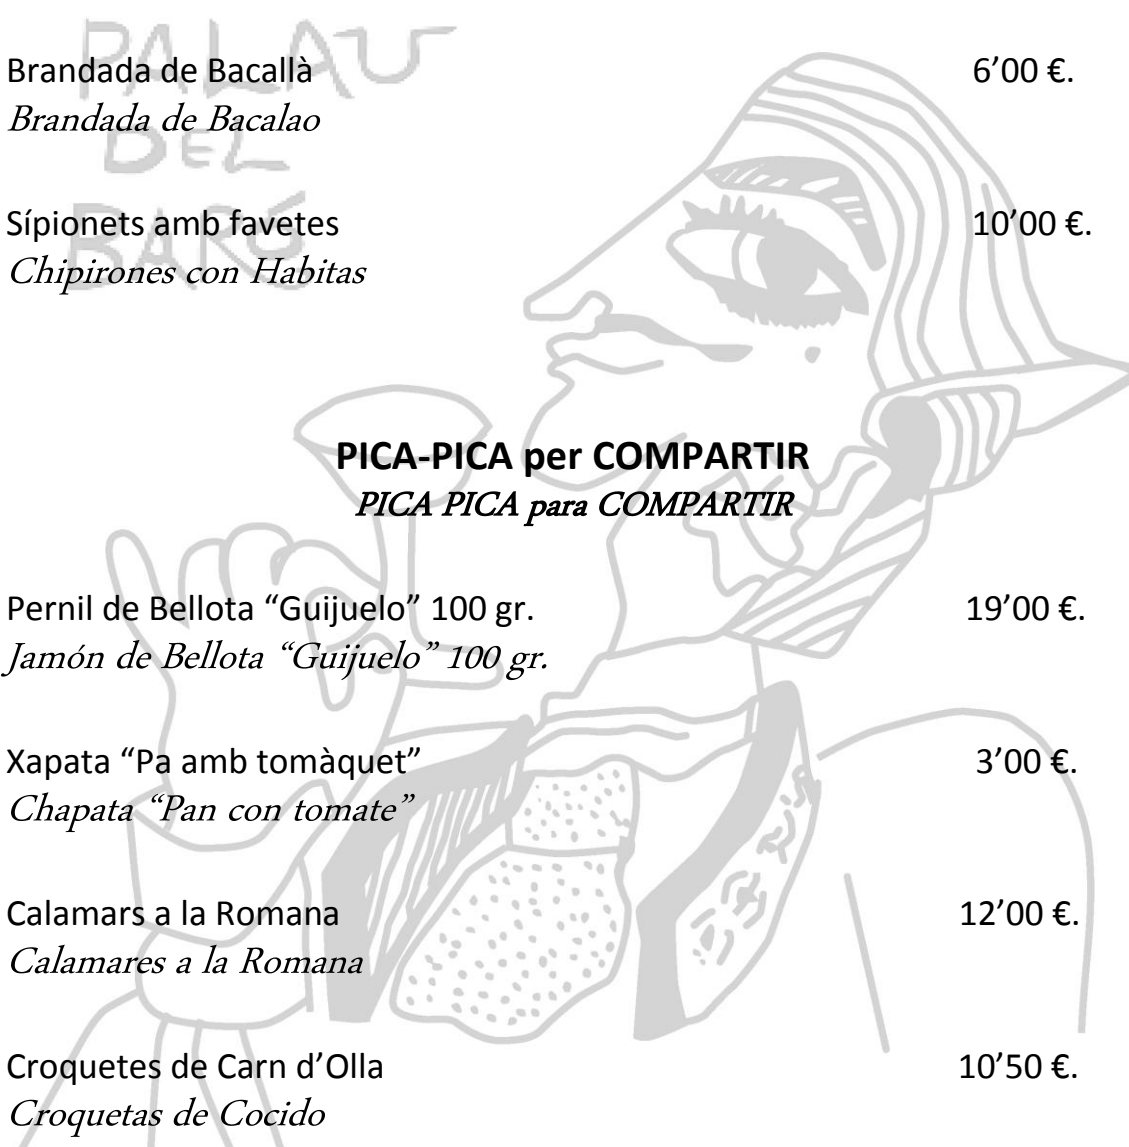 PALAU
DEL
BARÓ
Brandada de Bacallà 6’00 €.
Brandada de Bacalao
Sípionets amb favetes 10’00 €.
Chipirones con Habitas
PICA-PICA per COMPARTIR
PICA PICA para COMPARTIR
Pernil de Bellota “Guijuelo” 100 gr. 19’00 €.
Jamón de Bellota “Guijuelo” 100 gr.
Xapata “Pa amb tomàquet” 3’00 €.
Chapata “Pan con tomate”
Calamars a la Romana 12’00 €.
Calamares a la Romana
Croquetes de Carn d’Olla 10’50 €.
Croquetas de Cocido